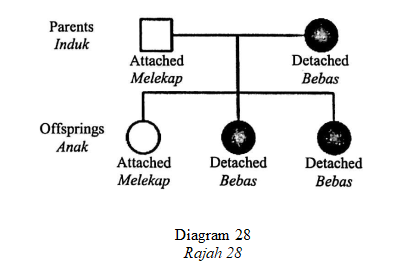 Parents
Induk
Attached
Melekap
Detached
Bebas
Offsprings
Anak
Attached
Melekap
Detached
Bebas
Detached
Bebas
Diagram 28
Rajah 28